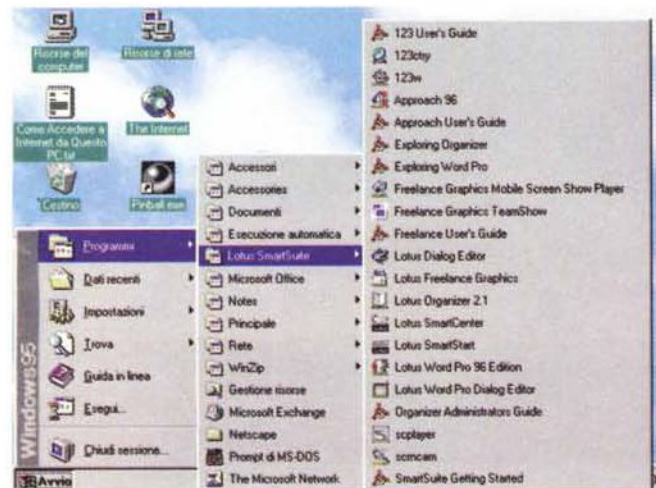 Risorse del
computer
Risorse di rete
Come Accedere a
Internet da Questo
PC.txt
The Internet
Cestino
Pinball.exe
Windows 95
Programmi
Dati recenti
Impostazioni
Trova
Guida in linea
Esegui...
Chiudi sessione...
Avvio
Accessori
Accessories
Documenti
Esecuzione automatica
Lotus SmartSuite
Microsoft Office
Notes
Principale
Rete
WinZip
Gestione risorse
Microsoft Exchange
Netscape
Prompt di MS-DOS
The Microsoft Network
123 User's Guide
123ctry
123w
Approach 96
Approach User's Guide
Exploring Organizer
Exploring Word Pro
Freelance Graphics Mobile Screen Show Player
Freelance Graphics TeamShow
Freelance User's Guide
Lotus Dialog Editor
Lotus Freelance Graphics
Lotus Organizer 2.1
Lotus SmartCenter
Lotus SmartStart
Lotus Word Pro 96 Edition
Lotus Word Pro Dialog Editor
Organizer Administrators Guide
scplayer
scrncam
SmartSuite Getting Started